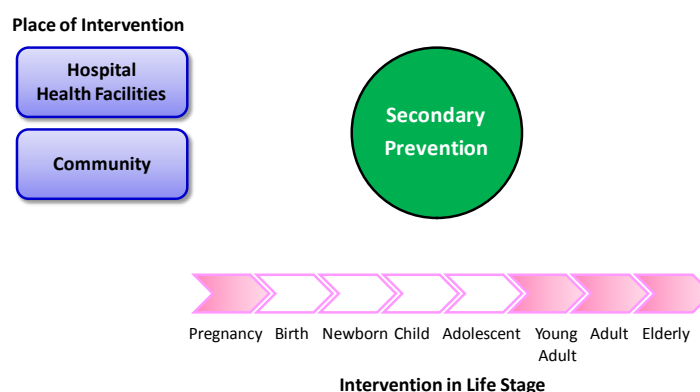 Place of Intervention
Hospital
Health Facilities
Community
Secondary
Prevention
Pregnancy Birth Newborn Child Adolescent Young Adult Elderly
Adult
Intervention in Life Stage